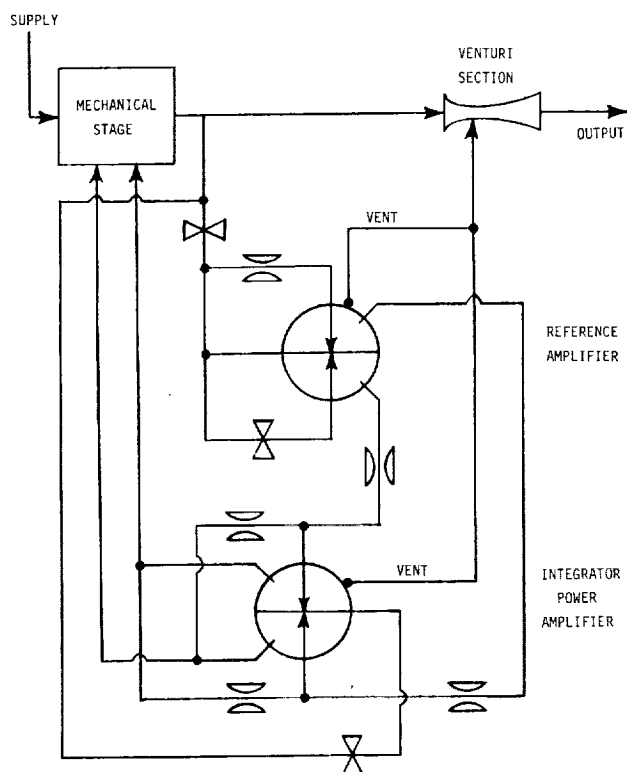 SUPPLY
MECHANICAL
STAGE
VENTURI
SECTION
OUTPUT
VENT
REFERENCE
AMPLIFIER
VENT
INTEGRATOR
POWER
AMPLIFIER